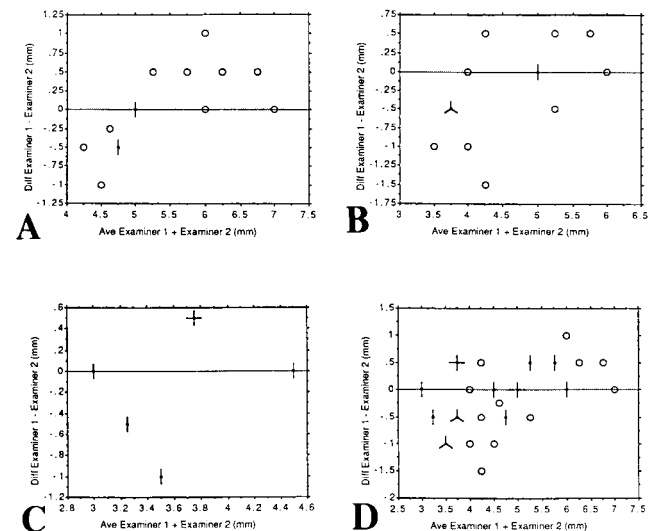 1.25
1
.75
.5
.25
0
-.25
-.5
-.75
-1
-1.25
4 4.5 5 5.5 6 6.5 7 7.5
Diff Examiner 1 - Examiner 2 (mm)
Ave Examiner 1 + Examiner 2 (mm)
A
.75
.5
.25
0
-.25
-.5
-.75
-1
-1.25
-1.5
-1.75
3 3.5 4 4.5 5 5.5 6 6.5
Diff Examiner 1 - Examiner 2 (mm)
Ave Examiner 1 + Examiner 2 (mm)
B
.6
.4
.2
0
-.2
-.4
-.6
-.8
-1
-1.2
2.8 3 3.2 3.4 3.6 3.8 4 4.2 4.4 4.6
Diff Examiner 1 - Examiner 2 (mm)
Ave Examiner 1 + Examiner 2 (mm)
C
1.5
1
.5
0
-.5
-1
-1.5
-2
2.5 3 3.5 4 4.5 5 5.5 6 6.5 7 7.5
Diff Examiner 1 - Examiner 2 (mm)
Ave Examiner 1 + Examiner 2 (mm)
D